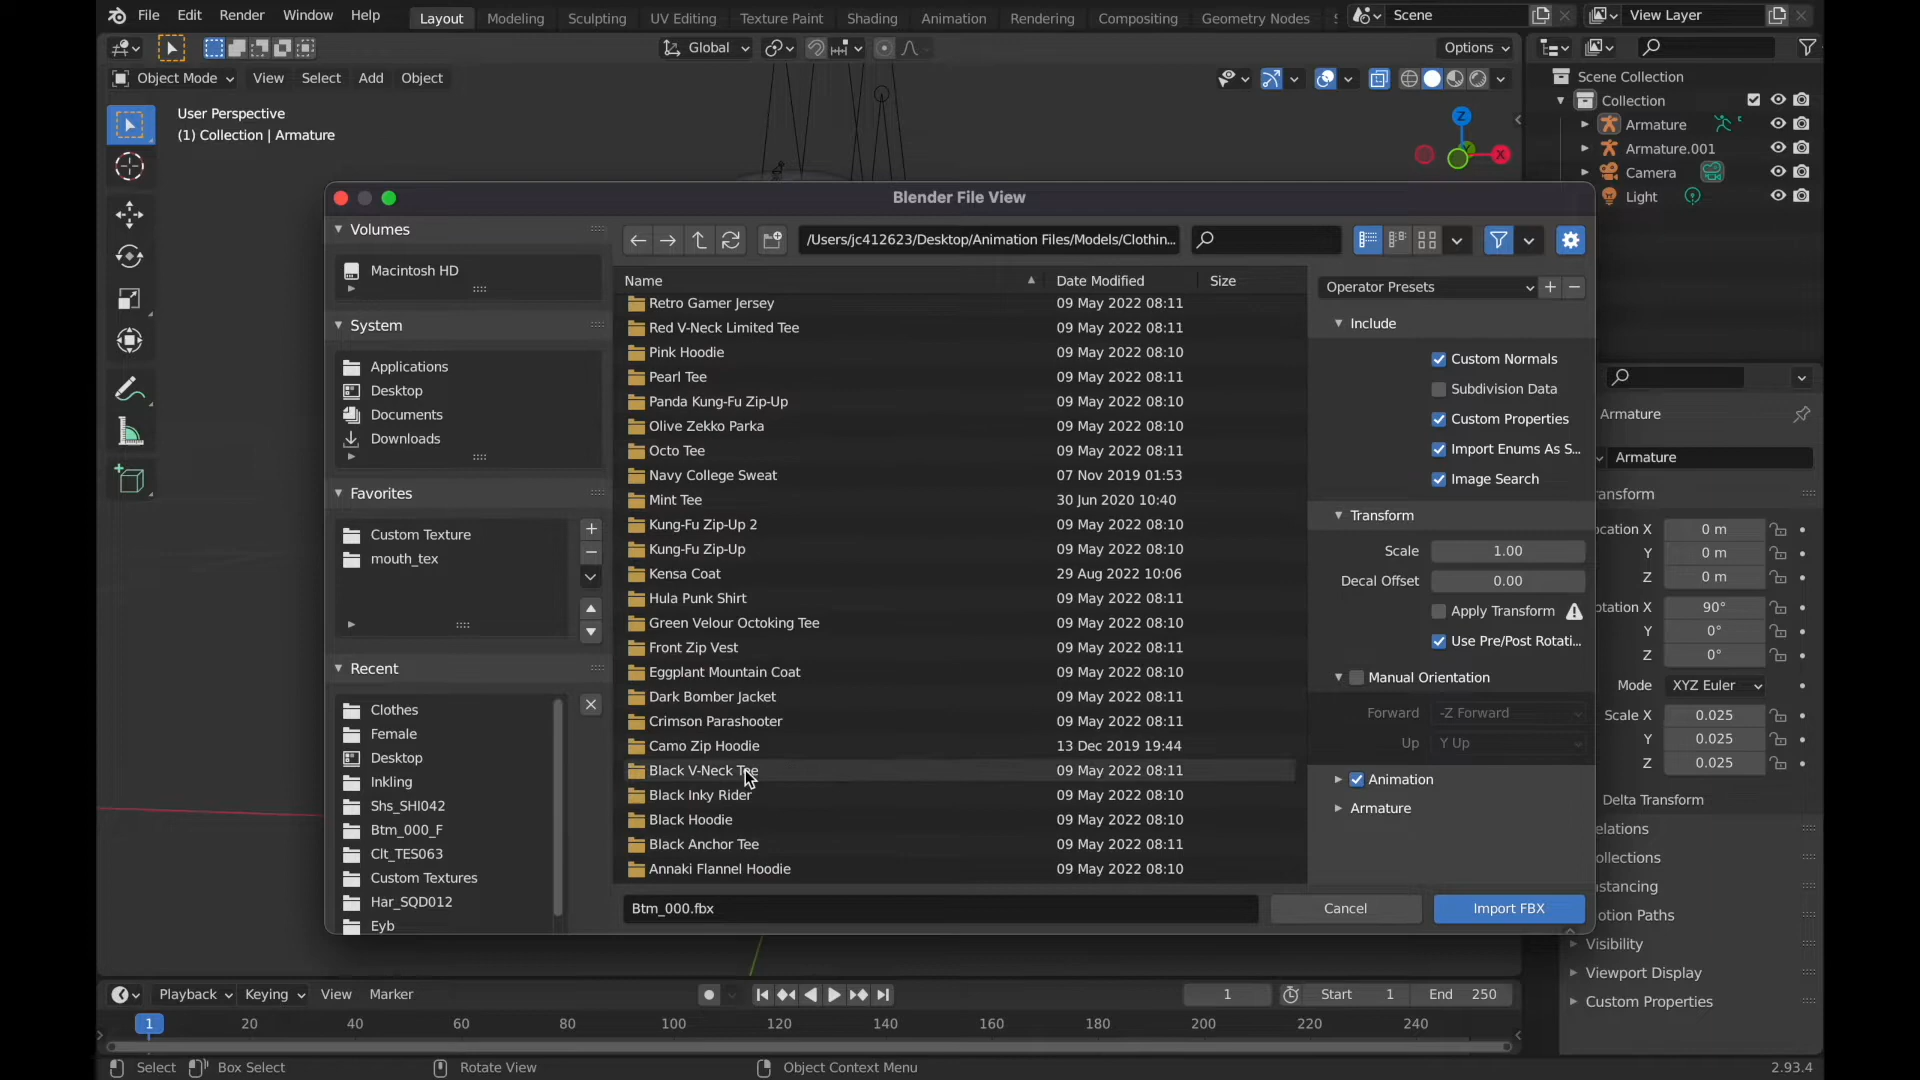 File Edit Render Window Help
Layout Modeling Sculpting UV Editing Texture Paint Shading Animation Rendering Compositing Geometry Nodes
Scene
View Layer
Global
Options
Object Mode View Select Add Object
User Perspective
(1) Collection | Armature
Z
X
Scene Collection
Collection
Armature
Armature.001
Camera
Light
Blender File View
Volumes
Macintosh HD
System
Applications
Desktop
Documents
Downloads
Favorites
Custom Texture
mouth_tex
Recent
Clothes
Female
Desktop
Inkling
Shs_SHI042
Btm_000_F
Clt_TES063
Custom Textures
Har_SQD012
Eyb
/Users/jc412623/Desktop/Animation Files/Models/Clothin...
Name Date Modified Size
Retro Gamer Jersey 09 May 2022 08:11
Red V-Neck Limited Tee 09 May 2022 08:11
Pink Hoodie 09 May 2022 08:10
Pearl Tee 09 May 2022 08:11
Panda Kung-Fu Zip-Up 09 May 2022 08:10
Olive Zekko Parka 09 May 2022 08:10
Octo Tee 09 May 2022 08:11
Navy College Sweat 07 Nov 2019 01:53
Mint Tee 30 Jun 2020 10:40
Kung-Fu Zip-Up 2 09 May 2022 08:10
Kung-Fu Zip-Up 09 May 2022 08:10
Kensa Coat 29 Aug 2022 10:06
Hula Punk Shirt 09 May 2022 08:11
Green Velour Octoking Tee 09 May 2022 08:10
Front Zip Vest 09 May 2022 08:11
Eggplant Mountain Coat 09 May 2022 08:10
Dark Bomber Jacket 09 May 2022 08:11
Crimson Parashooter 09 May 2022 08:11
Camo Zip Hoodie 13 Dec 2019 19:44
Black V-Neck Tee 09 May 2022 08:11
Black Inky Rider 09 May 2022 08:10
Black Hoodie 09 May 2022 08:10
Black Anchor Tee 09 May 2022 08:11
Annaki Flannel Hoodie 09 May 2022 08:10
Btm_000.fbx
Cancel
Import FBX
Operator Presets
Include
Custom Normals
Subdivision Data
Custom Properties
Import Enums As S...
Image Search
Transform
Scale 1.00
Decal Offset 0.00
Apply Transform
Use Pre/Post Rotati...
Manual Orientation
Forward -Z Forward
Up Y Up
Animation
Armature
Armature
Armature
ransform
ocation X 0 m
Y 0 m
Z 0 m
otation X 90°
Y 0°
Z 0°
Mode XYZ Euler
Scale X 0.025
Y 0.025
Z 0.025
Delta Transform
elations
ollections
nstancing
otion Paths
Visibility
Viewport Display
Custom Properties
Playback Keying View Marker
1
Start 1
End 250
1 20 40 60 80 100 120 140 160 180 200 220 240
Select Box Select Rotate View Object Context Menu
2.93.4